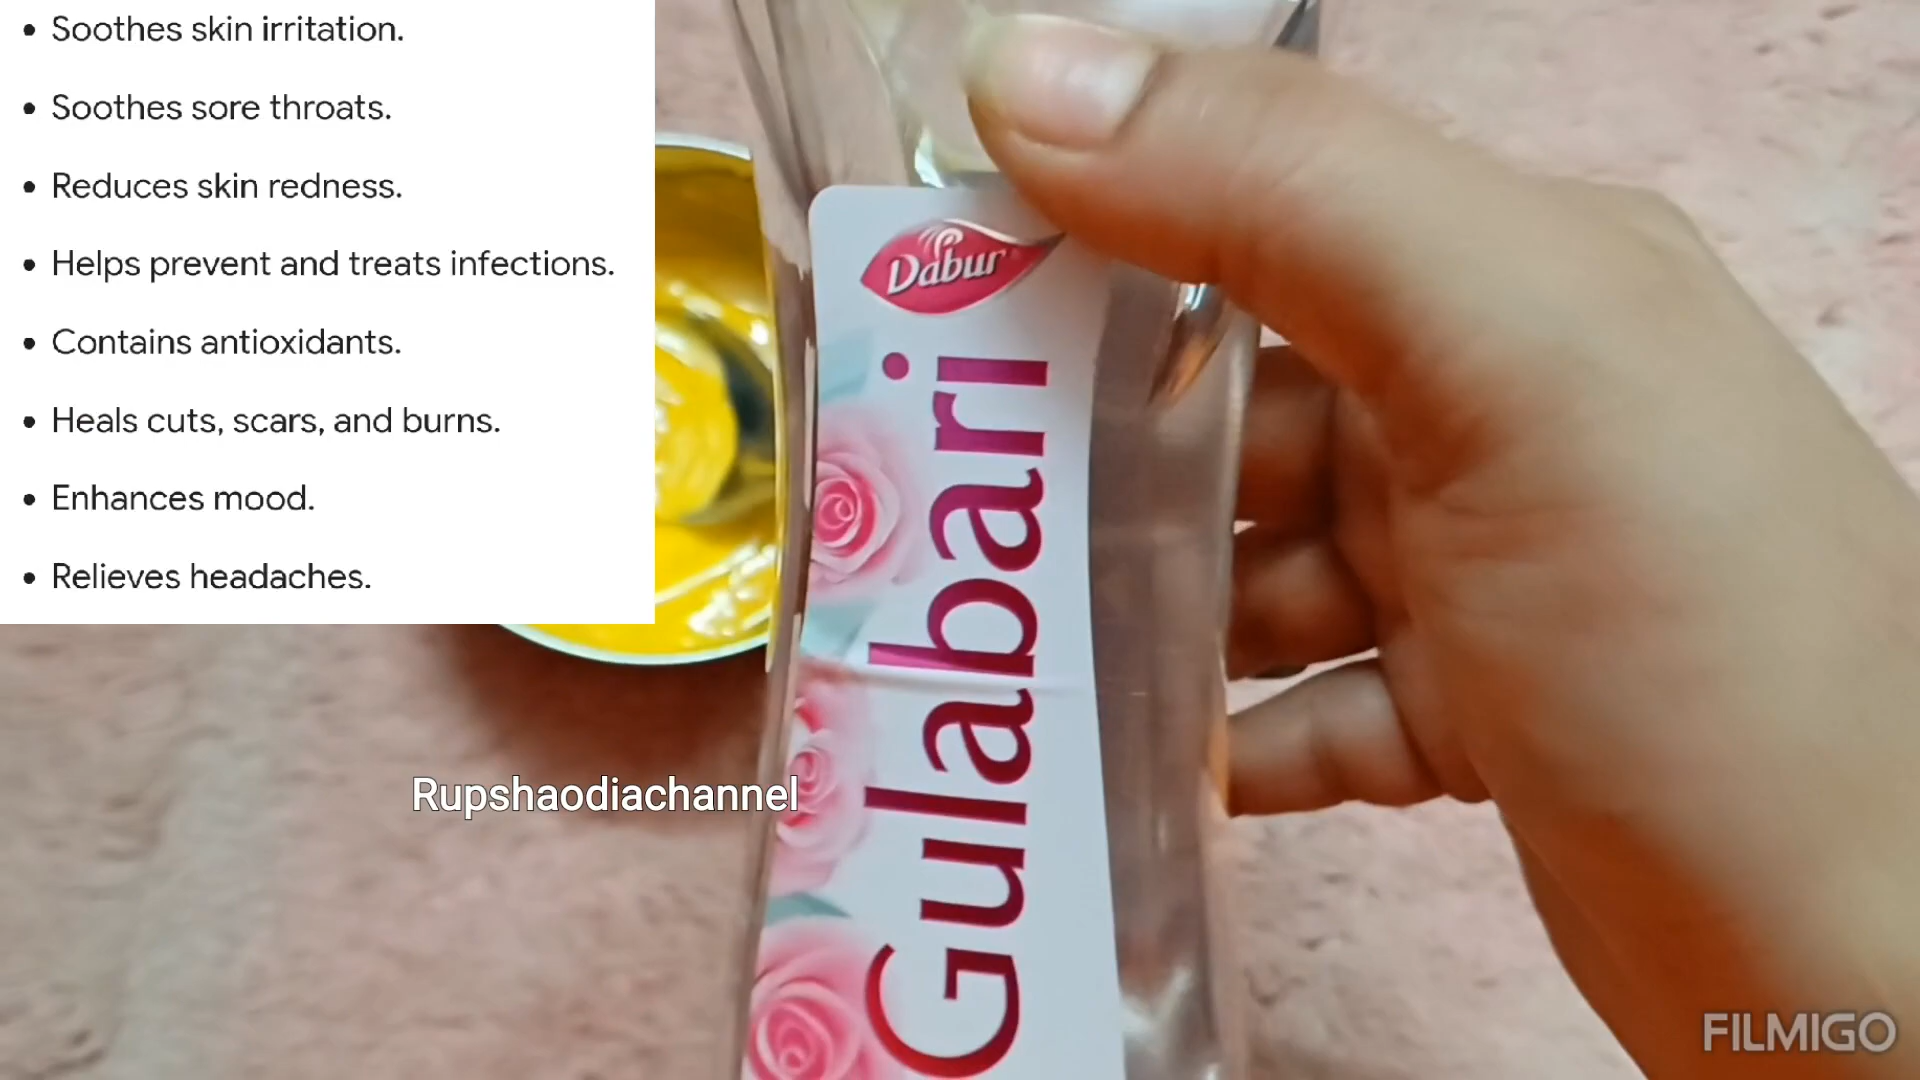 • Soothes skin irritation.
• Soothes sore throats.
• Reduces skin redness.
• Helps prevent and treats infections.
• Contains antioxidants.
• Heals cuts, scars, and burns.
• Enhances mood.
• Relieves headaches.
Dabur
Gulabari
Rupshaodiachannel
FILMIGO